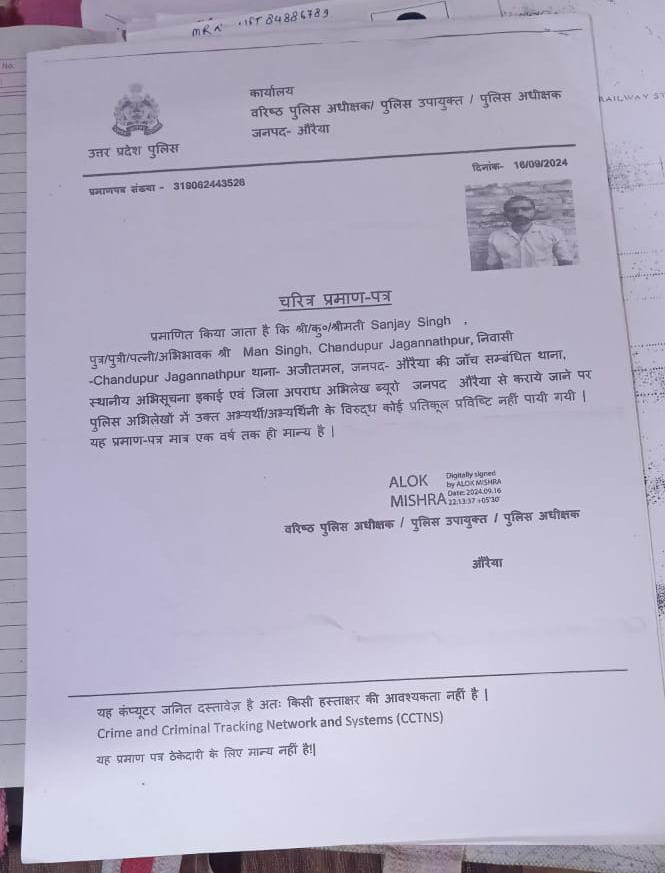 MRN
84886789
No.
RAILWAY
उत्तर प्रदेश पुलिस
कार्यालय
वरिष्ठ पुलिस अधीक्षक/ पुलिस उपायुक्त / पुलिस अधीक्षक
जनपद- औरैया
प्रमाणपत्र संख्या - 319062443526
दिनांक- 16/09/2024
चरित्र प्रमाण-पत्र
प्रमाणित किया जाता है कि श्री/कु०/श्रीमती Sanjay Singh ,
पुत्र/पुत्री/पत्नी/अभिभावक श्री Man Singh, Chandupur Jagannathpur, निवासी
-Chandupur Jagannathpur थाना- अजीतमल, जनपद- औरैया की जाँच सम्बंधित थाना,
स्थानीय अभिसूचना इकाई एवं जिला अपराध अभिलेख ब्यूरो जनपद औरैया से कराये जाने पर
पुलिस अभिलेखों में उक्त अभ्यर्थी/अभ्यर्थिनी के विरुद्ध कोई प्रतिकूल प्रविष्टि नहीं पायी गयी |
यह प्रमाण-पत्र मात्र एक वर्ष तक ही मान्य है |
ALOK
MISHRA
Digitally signed
by ALOK MISHRA
Date: 2024.09.16
22:13:37 +05'30'
वरिष्ठ पुलिस अधीक्षक / पुलिस उपायुक्त / पुलिस अधीक्षक
औरैया
यह कंप्यूटर जनित दस्तावेज़ है अतः किसी हस्ताक्षर की आवश्यकता नहीं है |
Crime and Criminal Tracking Network and Systems (CCTNS)
यह प्रमाण पत्र ठेकेदारी के लिए मान्य नहीं है!|